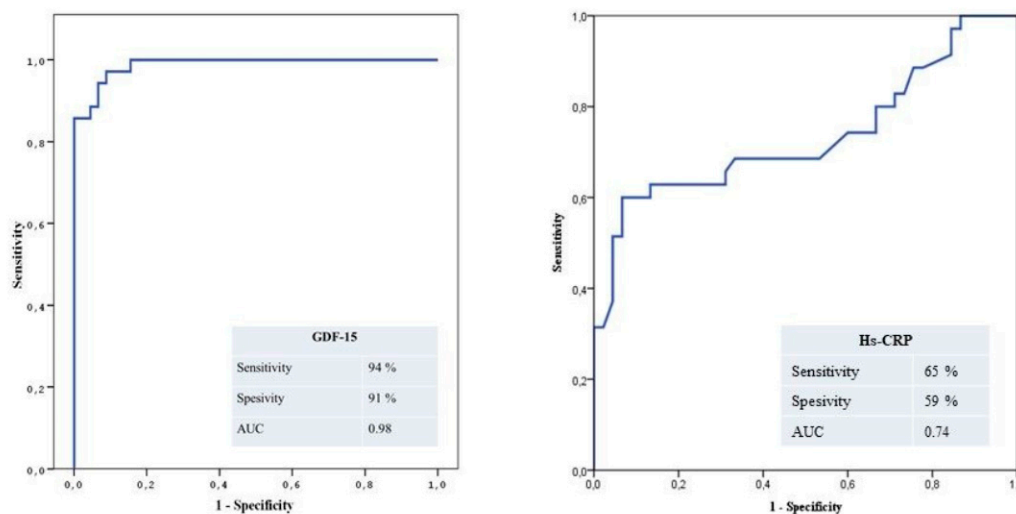 Sensitivity
1,0
0,8
0,6
0,4
0,2
0,0
0,0 0,2 0,4 0,6 0,8 1,0
1 - Specificity
GDF-15
Sensitivity 94 %
Spesivity 91 %
AUC 0.98
Sensitivity
1,0
0,8
0,6
0,4
0,2
0,0
0,0 0,2 0,4 0,6 0,8
1 - Specificity
Hs-CRP
Sensitivity 65 %
Spesivity 59 %
AUC 0.74